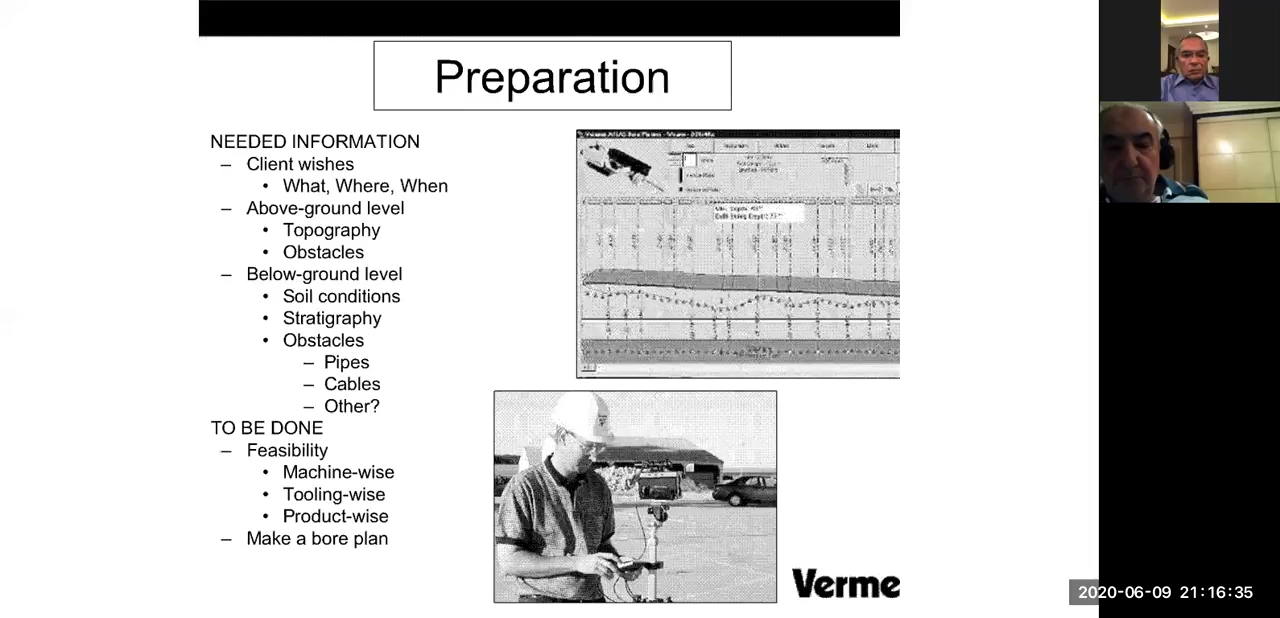 Preparation
NEEDED INFORMATION
– Client wishes
• What, Where, When
– Above-ground level
• Topography
• Obstacles
– Below-ground level
• Soil conditions
• Stratigraphy
• Obstacles
– Pipes
– Cables
– Other?
TO BE DONE
– Feasibility
• Machine-wise
• Tooling-wise
• Product-wise
– Make a bore plan
Verme
2020-06-09 21:16:35